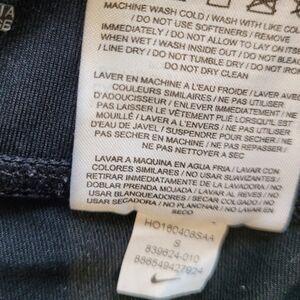 MACHINE WASH COLD / WASH WITH LIKE COL
/ DO NOT USE SOFTENERS / REMOVE
IMMEDIATELY / DO NOT ALLOW TO LAY ON ITS
WHEN WET / WASH INSIDE OUT / DO NOT BLEA
/ LINE DRY / DO NOT TUMBLE DRY / DO NOT IRO
DO NOT DRY CLEAN
LAVER EN MACHINE A L'EAU FROIDE / LAVER AVEC
COULEURS SIMILAIRES / NE PAS UTILISER
D'ADOUCISSEUR / ENLEVER IMMEDIATEMENT / NE
PAS LAISSER LE VÊTEMENT PLIÉ LORSQU'IL EST
MOUILLÉ / LAVER A L'ENVERS / NE PAS UTILISER
D'EAU DE JAVEL / SUSPENDRE POUR SECHER / NE
PAS SECHER EN MACHINE / NE PAS REPASSER /
NE PAS NETTOYER A SEC
LAVAR A MAQUINA EN AGUA FRIA / LAVAR CON
COLORES SIMILARES / NO USAR SUAVIZANTES /
RETIRAR INMEDIATAMENTE DE LA LAVADORA / NO
DOBLAR PRENDA MOJADA / LAVAR AL REVES / NO
USAR BLANQUEADORES / SECAR COLGADO / NO
USAR SECADORA / NO PLANCHAR / NO LAVAR EN
SECO
HO160408SAA
S
839624-010
886549427924